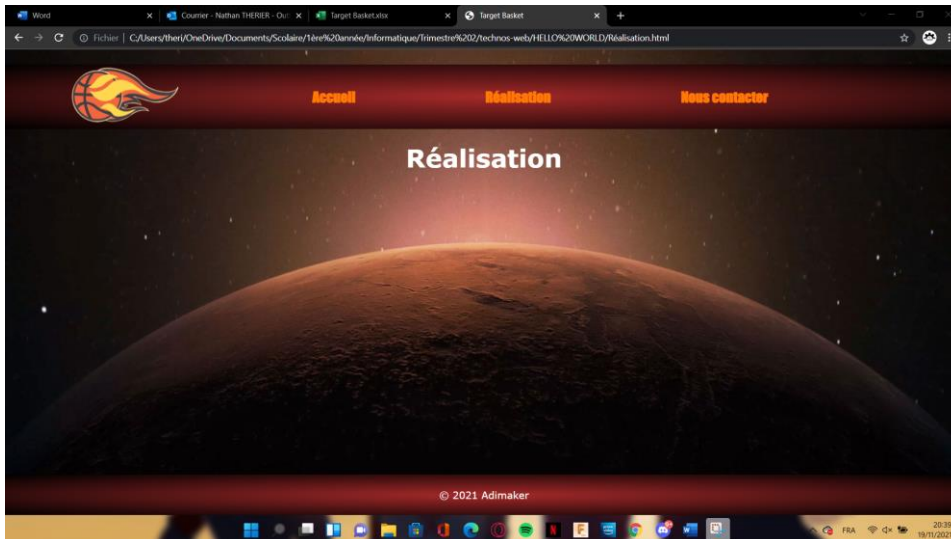 Word
Courrier - Nathan THERIER - Out
Target Basket.xlsx
Target Basket
Fichier
C:/Users/theri/OneDrive/Documents/Scolaire/1ère%20année/Informatique/Trimestre%202/technos-web/HELLO%20WORLD/Réalisation.html
Accueil
Réalisation
Nous contacter
Réalisation
© 2021 Adimaker
FRA
20:39